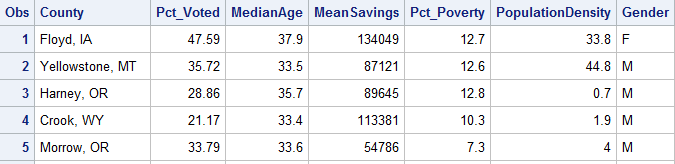 Obs County Pct_Voted MedianAge MeanSavings Pct_Poverty PopulationDensity Gender
1 Floyd, IA 47.59 37.9 134049 12.7 33.8 F
2 Yellowstone, MT 35.72 33.5 87121 12.6 44.8 M
3 Harney, OR 28.86 35.7 89645 12.8 0.7 M
4 Crook, WY 21.17 33.4 113381 10.3 1.9 M
5 Morrow, OR 33.79 33.6 54786 7.3 4 M